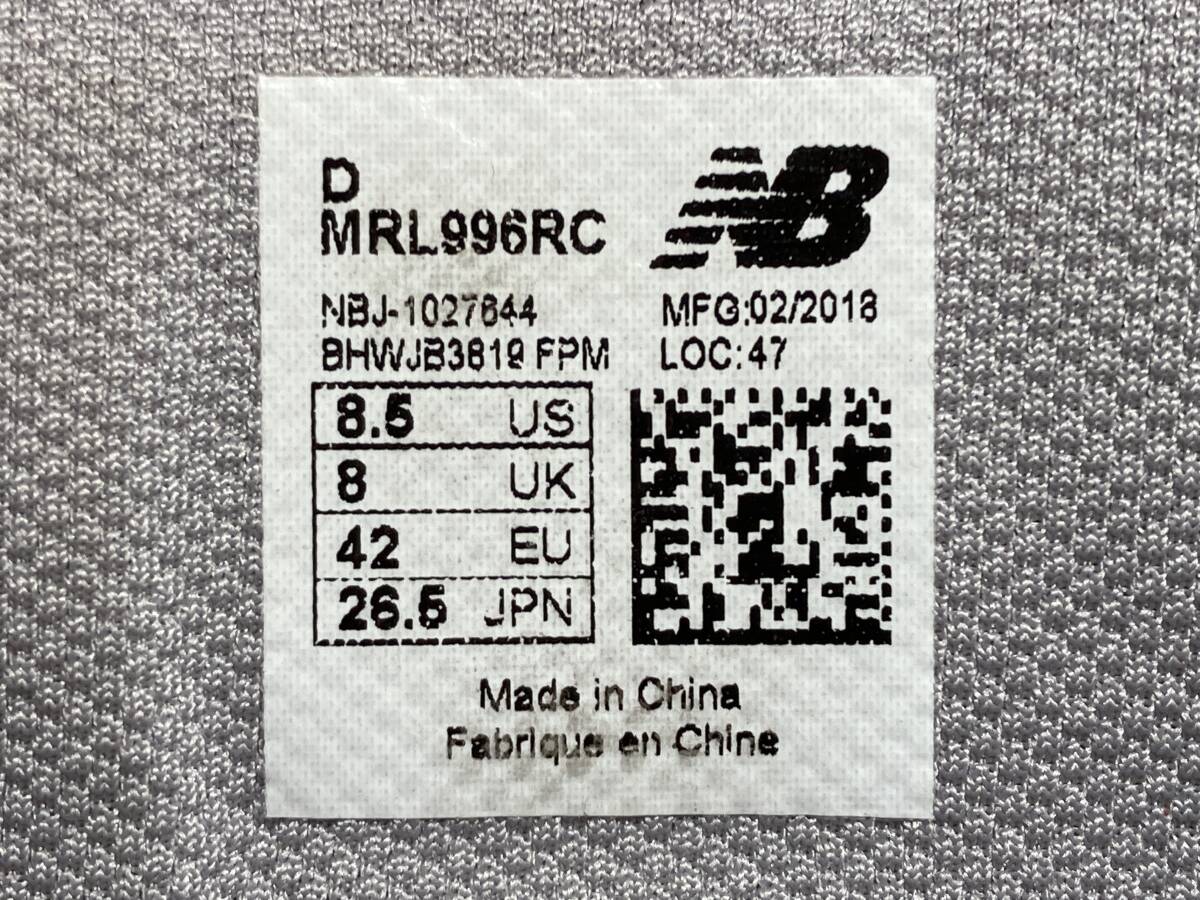 D
MRL996RC
NB
NBJ-1027644
MFG:02/2018
BHWJB3819 FPM
LOC:47
8.5 US
8 UK
42 EU
26.5 JPN
Made in China
Fabrique en Chine